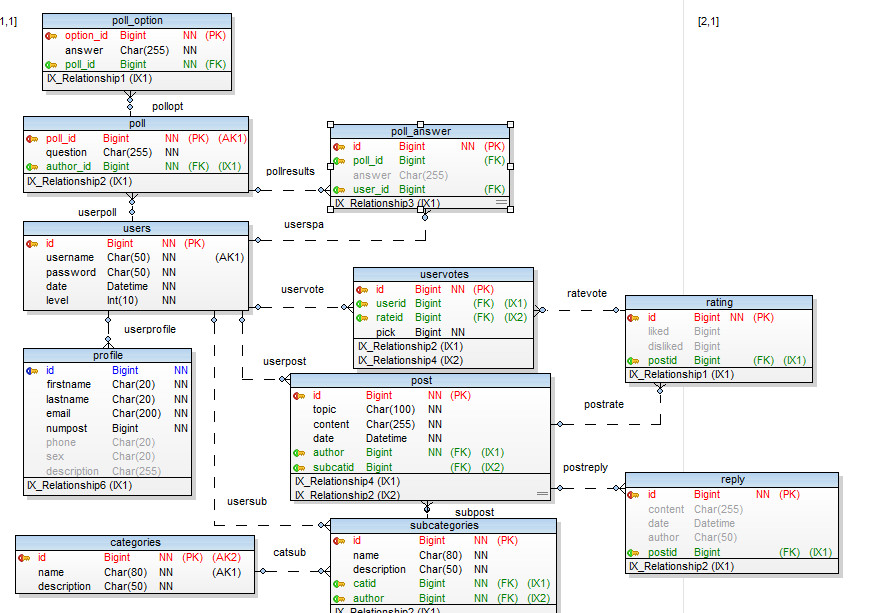 1,1]
[2,1]
poll_option
option_id Bigint NN (PK)
answer Char(255) NN
poll_id Bigint NN (FK)
IX_Relationship1 (IX1)
pollopt
poll
poll_id Bigint NN (PK) (AK1)
question Char(255) NN
author_id Bigint NN (FK) (IX1)
IX_Relationship2 (IX1)
poll_answer
id Bigint NN (PK)
poll_id Bigint (FK)
answer Char(255)
user_id Bigint (FK)
IX_Relationship3 (IX1)
pollresults
userpoll
userspa
users
id Bigint NN (PK)
username Char(50) NN (AK1)
password Char(50) NN
date Datetime NN
level Int(10) NN
uservote
uservotes
id Bigint NN (PK)
userid Bigint (FK) (IX1)
rateid Bigint (FK) (IX2)
pick Bigint NN
IX_Relationship2 (IX1)
IX_Relationship4 (IX2)
ratevote
rating
id Bigint NN (PK)
liked Bigint
disliked Bigint
postid Bigint (FK) (IX1)
IX_Relationship1 (IX1)
userprofile
profile
id Bigint NN
firstname Char(20) NN
lastname Char(20) NN
email Char(200) NN
numpost Bigint NN
phone Char(20)
sex Char(20)
description Char(255)
IX_Relationship6 (IX1)
userpost
post
id Bigint NN (PK)
topic Char(100) NN
content Char(255) NN
date Datetime NN
author Bigint NN (FK) (IX1)
subcatid Bigint (FK) (IX2)
IX_Relationship4 (IX1)
IX_Relationship2 (IX2)
postrate
postreply
reply
id Bigint NN (PK)
content Char(255)
date Datetime
author Char(50)
postid Bigint (FK) (IX1)
IX_Relationship2 (IX1)
usersub
subpost
categories
id Bigint NN (PK) (AK2)
name Char(80) NN (AK1)
description Char(50) NN
catsub
subcategories
id Bigint NN (PK)
name Char(80) NN
description Char(50) NN
catid Bigint NN (FK) (IX1)
author Bigint NN (FK) (IX2)
IX_Relationship2 (IX1)